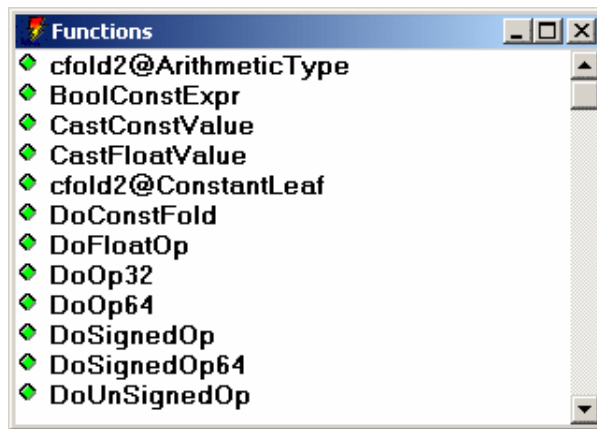 Functions
cfold2@ArithmeticType
BoolConstExpr
CastConstValue
CastFloatValue
cfold2@ConstantLeaf
DoConstFold
DoFloatOp
DoOp32
DoOp64
DoSignedOp
DoSignedOp64
DoUnSignedOp